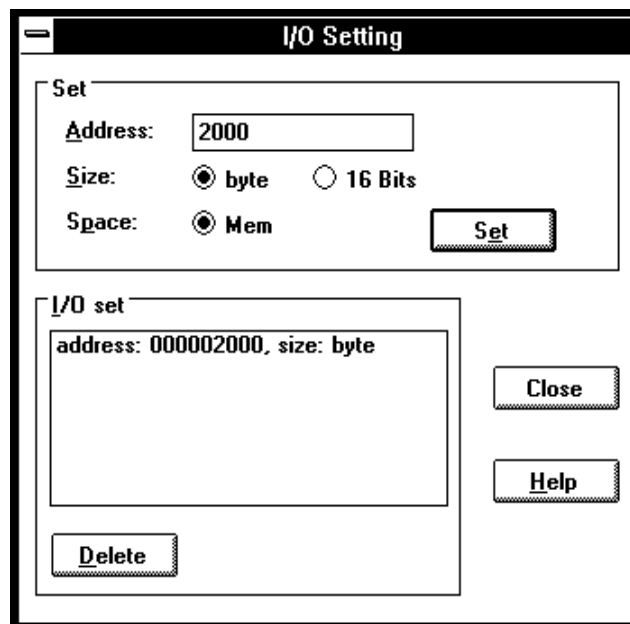 I/O Setting
Set
Address: 2000
Size: byte 16 Bits
Space: Mem Set
I/O set
address: 000002000, size: byte
Close
Help
Delete